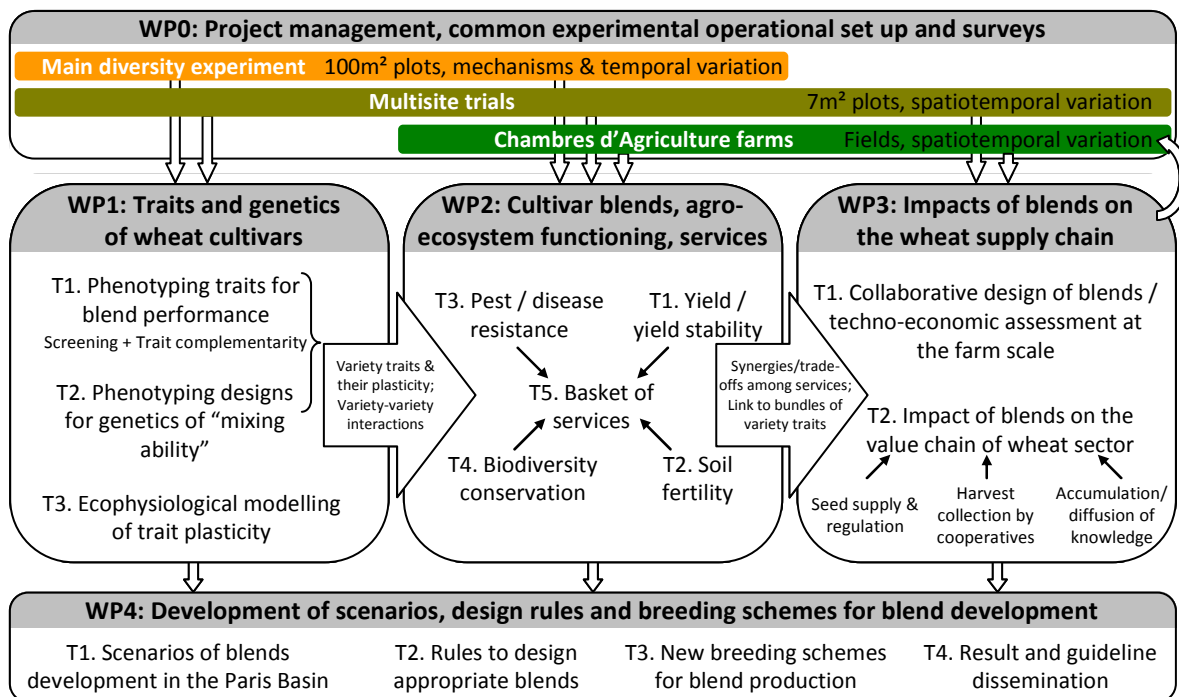 WP0: Project management, common experimental operational set up and surveys
Main diversity experiment 100m² plots, mechanisms & temporal variation
Multisite trials 7m² plots, spatiotemporal variation
Chambres d’Agriculture farms Fields, spatiotemporal variation
WP1: Traits and genetics
of wheat cultivars
T1. Phenotyping traits for
blend performance
Screening + Trait complementarity
T2. Phenotyping designs
for genetics of “mixing
ability”
T3. Ecophysiological modelling
of trait plasticity
Variety traits &
their plasticity;
Variety-variety
interactions
WP2: Cultivar blends, agro-
ecosystem functioning, services
T3. Pest / disease
resistance
T1. Yield /
yield stability
T5. Basket of
services
T4. Biodiversity
conservation
T2. Soil
fertility
Synergies/trade-
offs among services;
Link to bundles of
variety traits
WP3: Impacts of blends on
the wheat supply chain
T1. Collaborative design of blends /
techno-economic assessment at
the farm scale
T2. Impact of blends on the
value chain of wheat sector
Seed supply &
regulation
Harvest
collection by
cooperatives
Accumulation/
diffusion of
knowledge
WP4: Development of scenarios, design rules and breeding schemes for blend development
T1. Scenarios of blends
development in the Paris Basin
T2. Rules to design
appropriate blends
T3. New breeding schemes
for blend production
T4. Result and guideline
dissemination